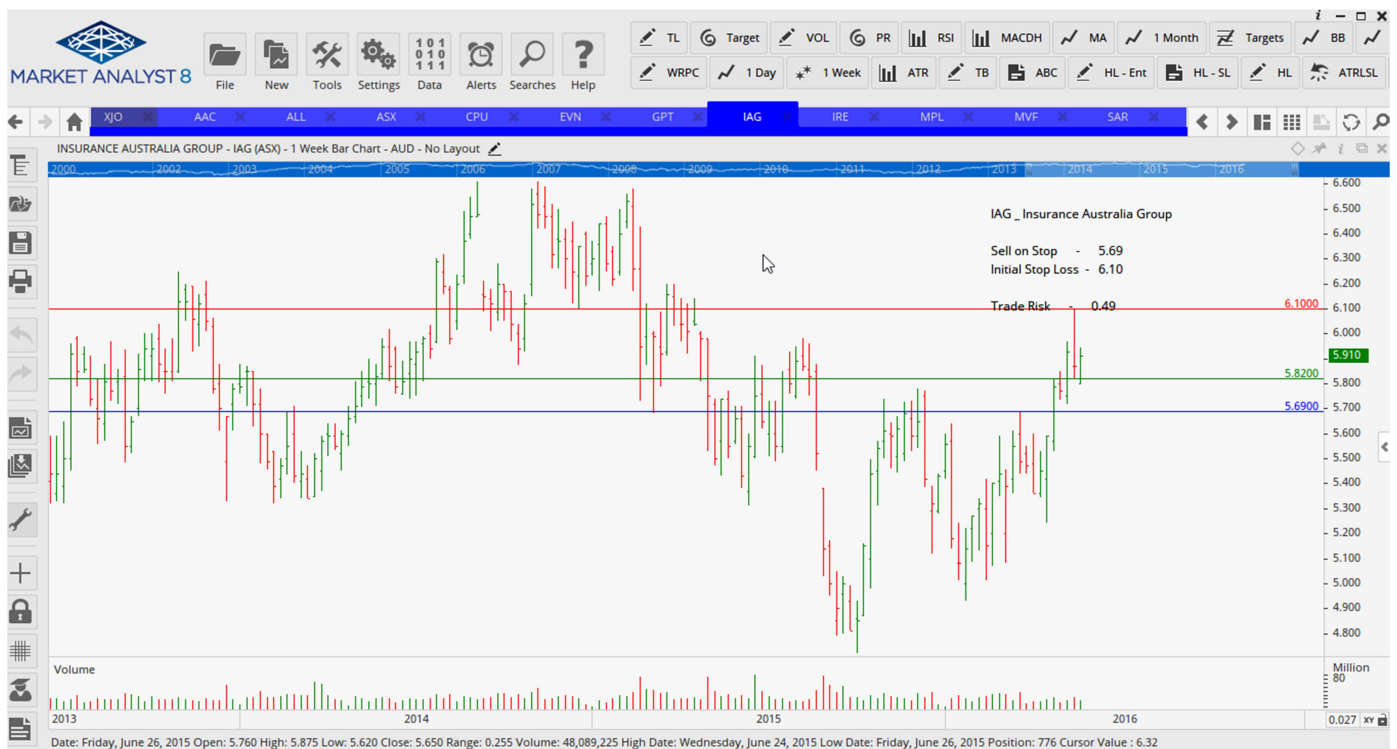 i
TL Target VOL PR RSI MACDH MA 1 Month Targets BB
MARKET ANALYST 8
101
010
111
File New Tools Settings Data Alerts Searches Help
WRPC 1 Day 1 Week ATR TB ABC HL - Ent HL - SL HL ATRLSL
XJO AAC ALL ASX CPU EVN GPT IAG IRE MPL MVF SAR
INSURANCE AUSTRALIA GROUP - IAG (ASX) - 1 Week Bar Chart - AUD - No Layout
2000 2002 2003 2004 2005 2006 2007 2008 2009 2010 2011 2012 2013 2014 2015 2016
IAG _ Insurance Australia Group
Sell on Stop - 5.69
Initial Stop Loss - 6.10
Trade Risk - 0.49
6.1000
5.8200
5.6900
6.600
6.500
6.400
6.300
6.200
6.100
6.000
5.910
5.800
5.700
5.600
5.500
5.400
5.300
5.200
5.100
5.000
4.900
4.800
Volume
Million
80
2013 2014 2015 2016
0.027 XY
Date: Friday, June 26, 2015 Open: 5.760 High: 5.875 Low: 5.620 Close: 5.650 Range: 0.255 Volume: 48,089,225 High Date: Wednesday, June 24, 2015 Low Date: Friday, June 26, 2015 Position: 776 Cursor Value : 6.32